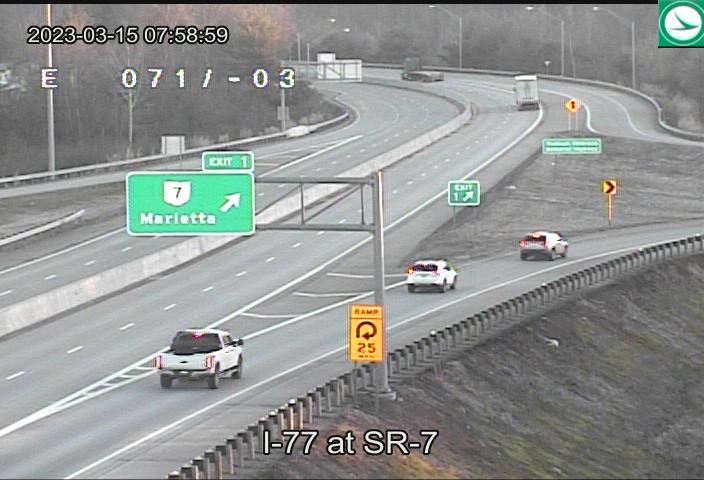 2023-03-15 07:58:59
E 071/-03
EXIT 1
7
Marietta
EXIT
1
RAMP
25
MPH
I-77 at SR-7